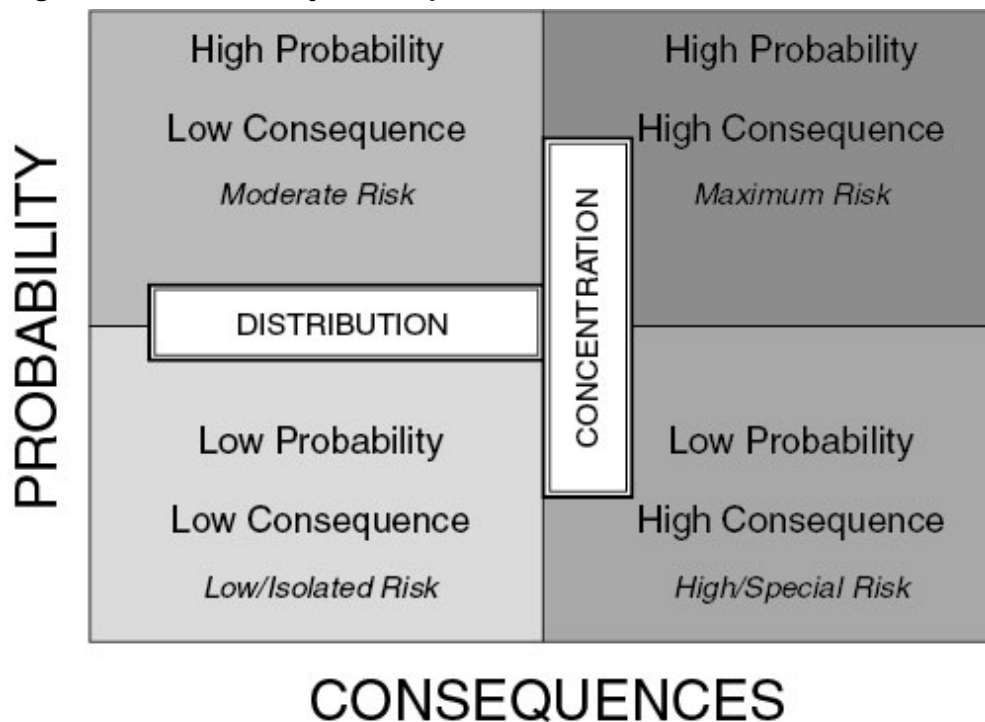 High Probability
Low Consequence
Moderate Risk
High Probability
High Consequence
Maximum Risk
DISTRIBUTION
CONCENTRATION
Low Probability
Low Consequence
Low/Isolated Risk
Low Probability
High Consequence
High/Special Risk
PROBABILITY
CONSEQUENCES